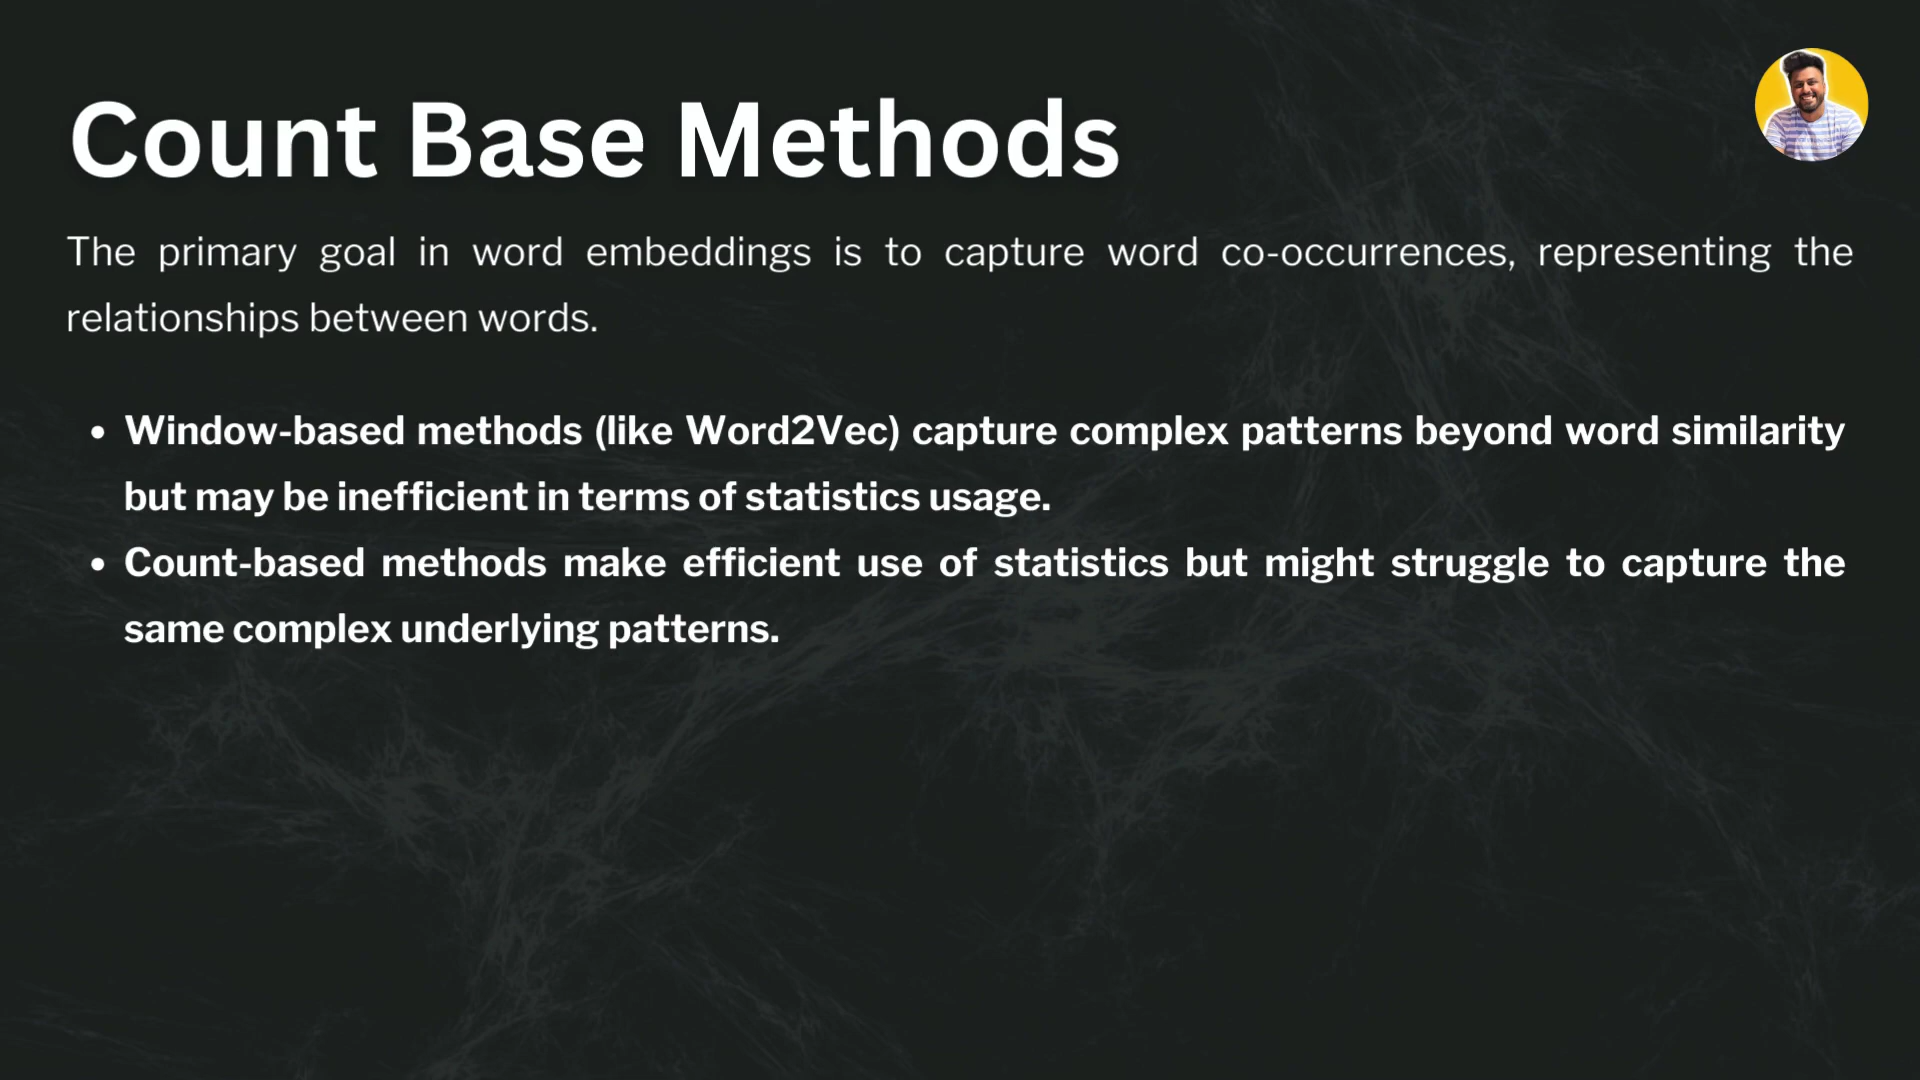 Count Base Methods
The primary goal in word embeddings is to capture word co-occurrences, representing the
relationships between words.
• Window-based methods (like Word2Vec) capture complex patterns beyond word similarity
but may be inefficient in terms of statistics usage.
• Count-based methods make efficient use of statistics but might struggle to capture the
same complex underlying patterns.